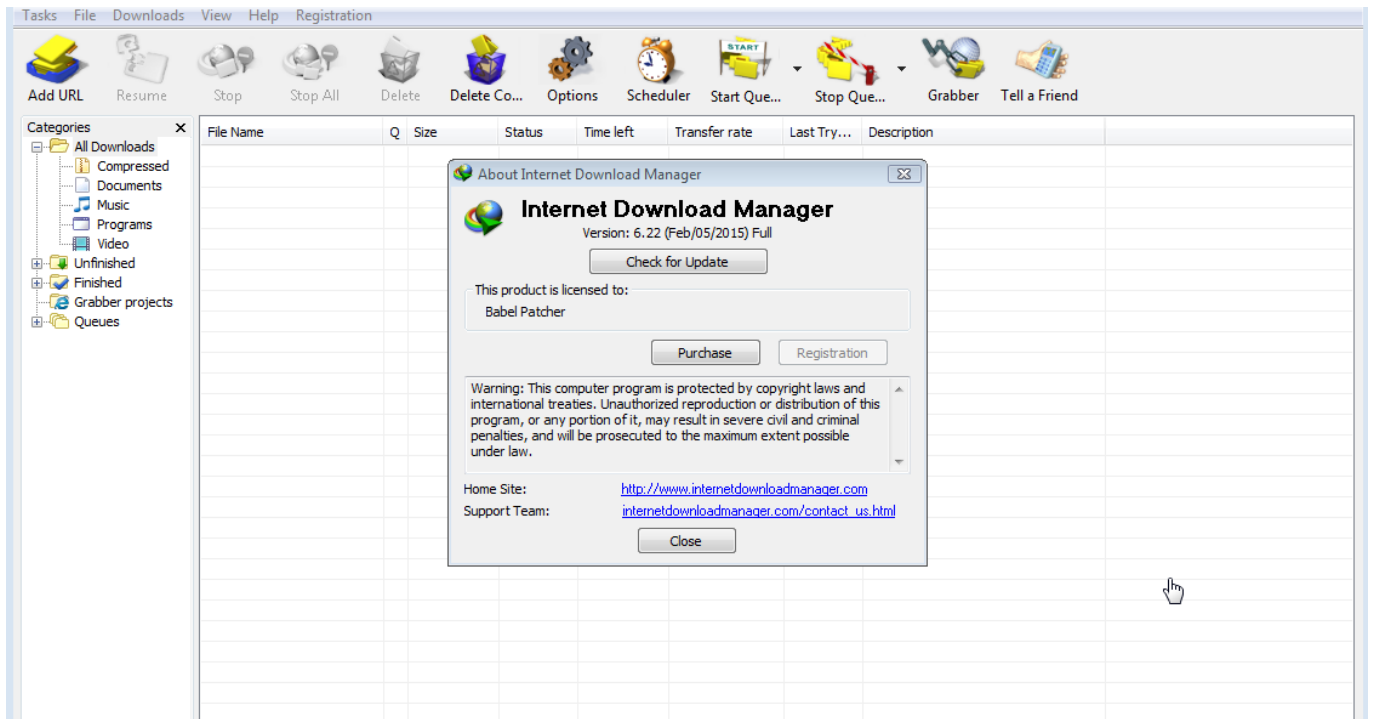 Tasks File Downloads View Help Registration
Add URL Resume Stop Stop All Delete Delete Co... Options Scheduler Start Que... Stop Que... Grabber Tell a Friend
START
Categories x
All Downloads
Compressed
Documents
Music
Programs
Video
Unfinished
Finished
Grabber projects
Queues
File Name Q Size Status Time left Transfer rate Last Try... Description
About Internet Download Manager
Internet Download Manager
Version: 6.22 (Feb/05/2015) Full
Check for Update
This product is licensed to:
Babel Patcher
Purchase Registration
Warning: This computer program is protected by copyright laws and
international treaties. Unauthorized reproduction or distribution of this
program, or any portion of it, may result in severe civil and criminal
penalties, and will be prosecuted to the maximum extent possible
under law.
Home Site: http://www.internetdownloadmanager.com
Support Team: internetdownloadmanager.com/contact_us.html
Close